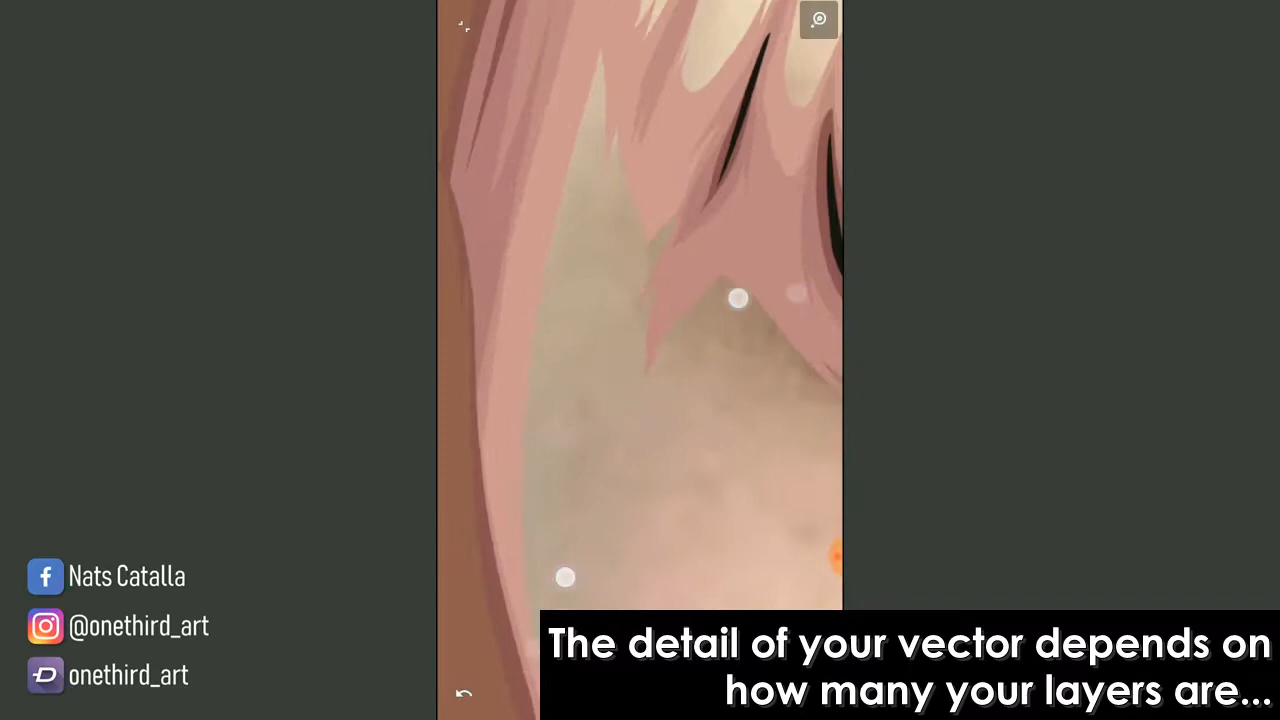 Nats Catalla
@onethird_art
onethird_art
The detail of your vector depends on
how many your layers are...